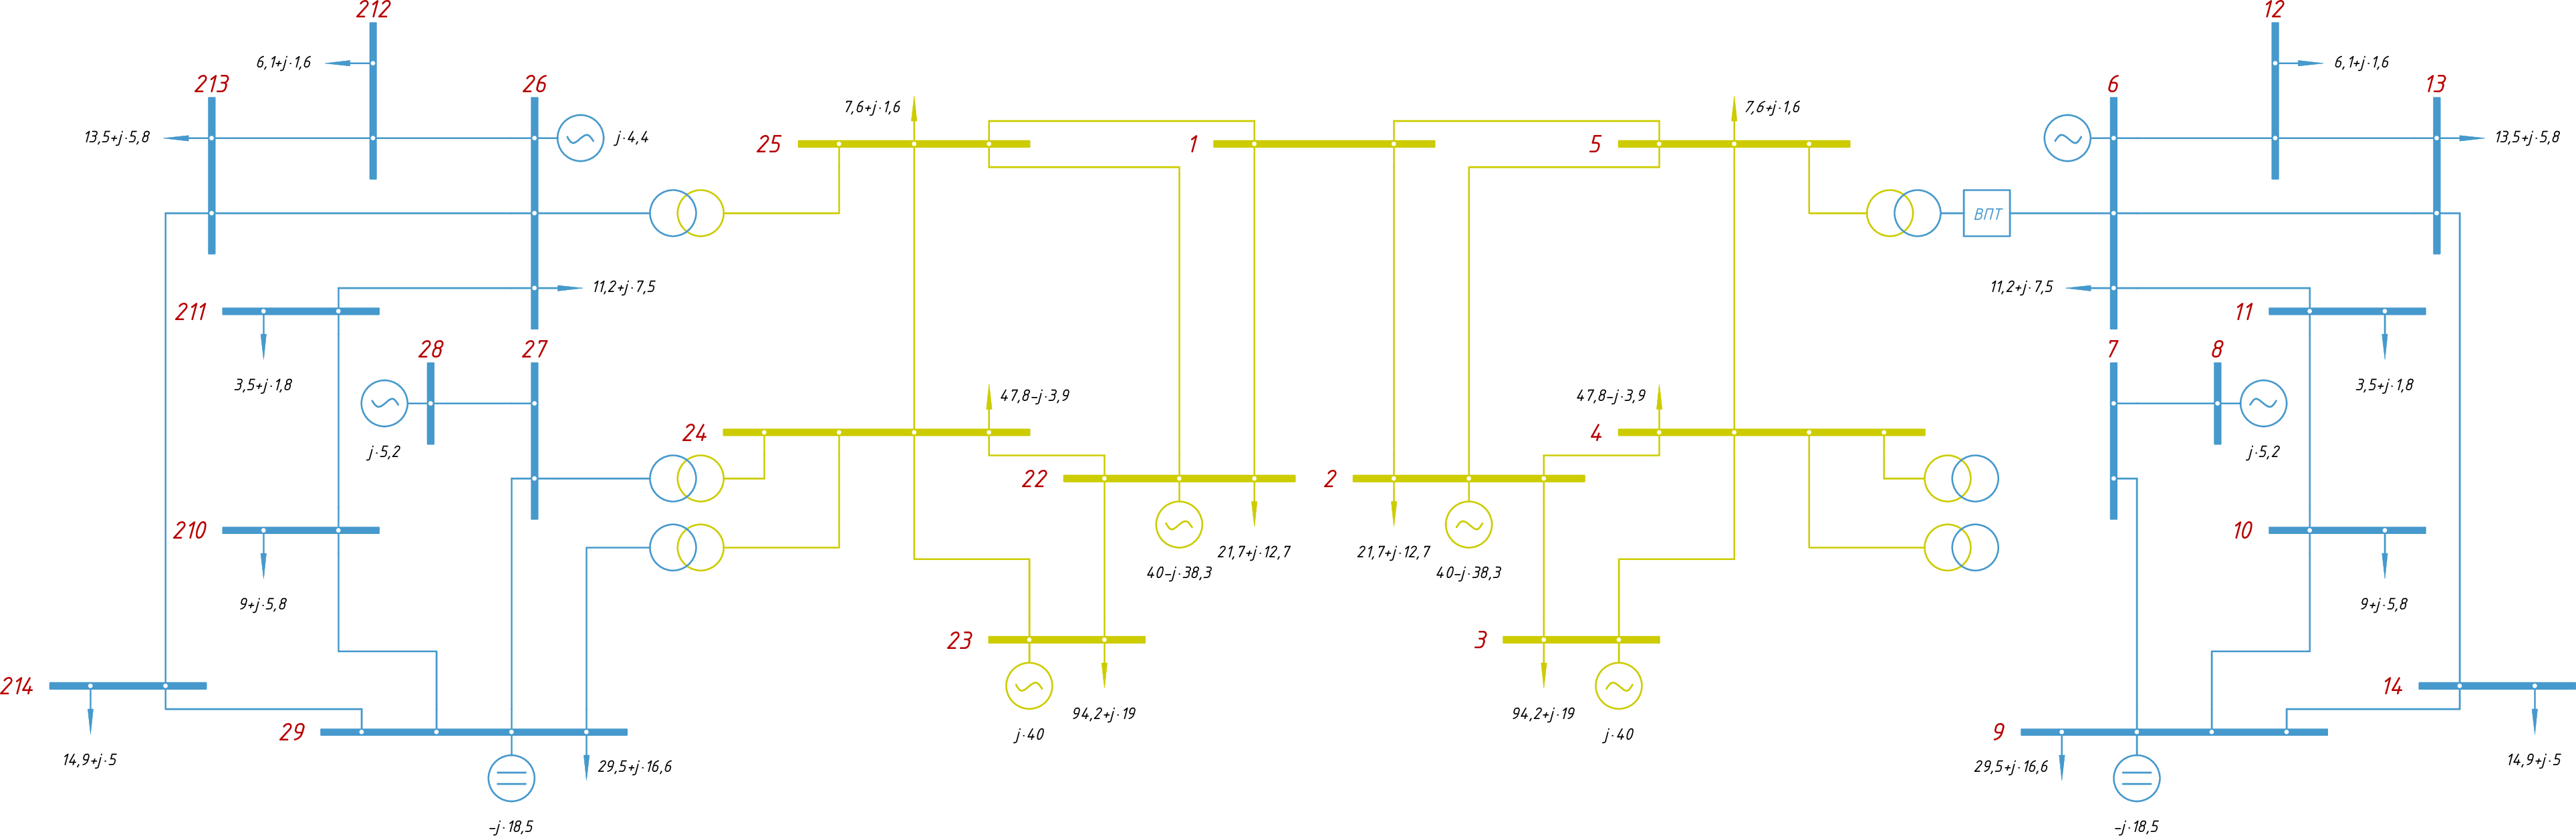 212
12
6,1+j·1,6
6,1+j·1,6
213
26
6
13
7,6+j·1,6
7,6+j·1,6
13,5+j·5,8
j·4,4
25
1
5
13,5+j·5,8
ВПТ
11,2+j·7,5
11,2+j·7,5
211
11
28
27
7
8
3,5+j·1,8
3,5+j·1,8
47,8-j·3,9
47,8-j·3,9
24
4
j·5,2
j·5,2
22
2
210
10
21,7+j·12,7
21,7+j·12,7
40-j·38,3
40-j·38,3
9+j·5,8
9+j·5,8
23
3
214
14
94,2+j·19
94,2+j·19
29
j·40
j·40
9
14,9+j·5
29,5+j·16,6
29,5+j·16,6
14,9+j·5
-j·18,5
-j·18,5